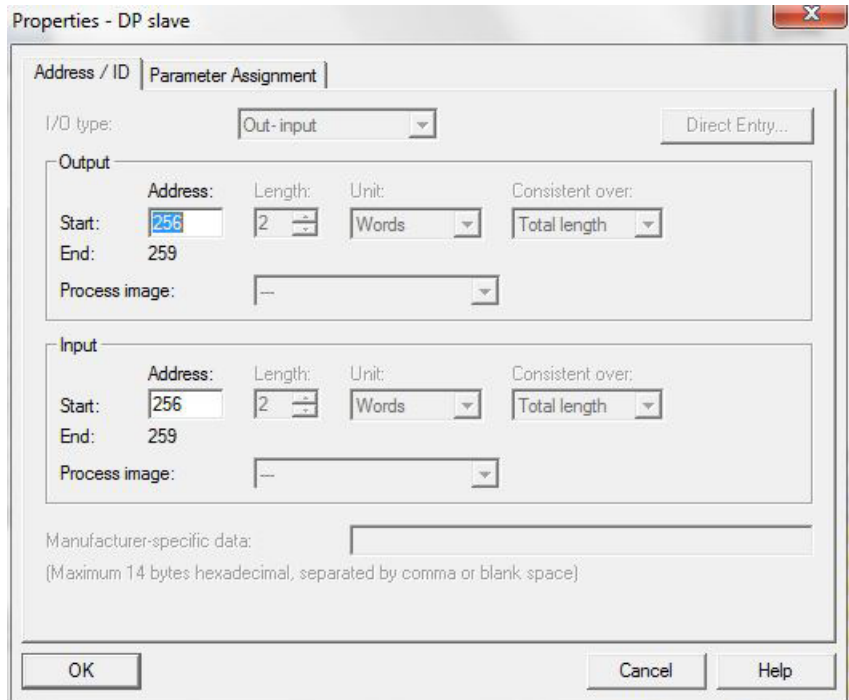 Properties - DP slave
X
Address / ID Parameter Assignment
I/O type: Out- input Direct Entry...
Output
Address: Length: Unit: Consistent over:
Start: 256 2 Words Total length
End: 259
Process image: ---
Input
Address: Length: Unit: Consistent over:
Start: 256 2 Words Total length
End: 259
Process image: ---
Manufacturer-specific data:
(Maximum 14 bytes hexadecimal, separated by comma or blank space)
OK Cancel Help